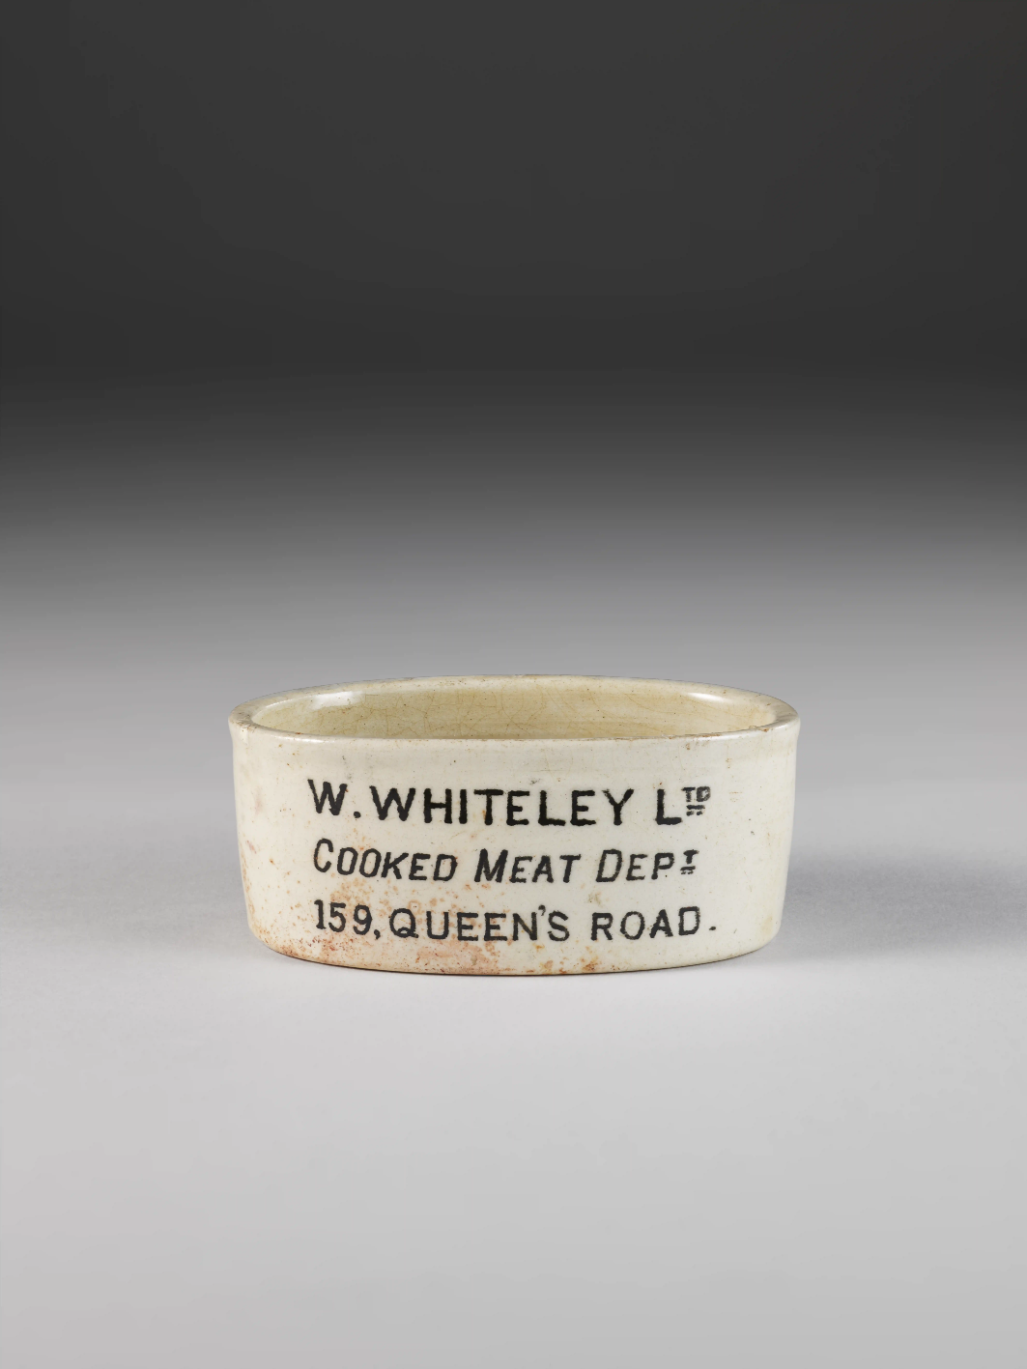 W. WHITELEY LTD
COOKED MEAT DEPT
159, QUEEN'S ROAD.